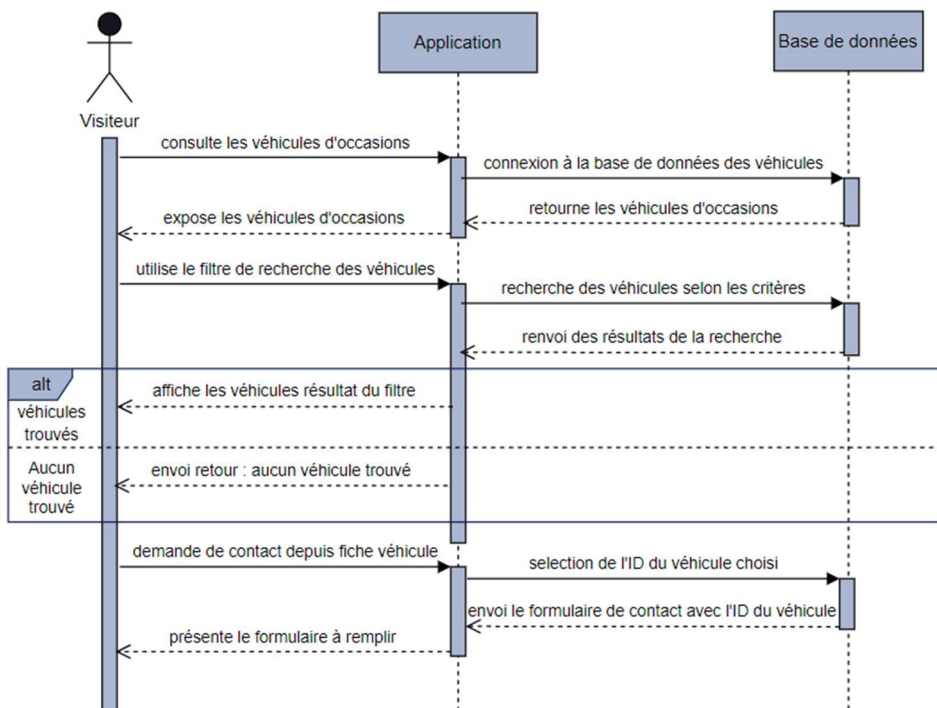 Application
Base de données
Visiteur
consulte les véhicules d'occasions
connexion à la base de données des véhicules
retourne les véhicules d'occasions
expose les véhicules d'occasions
utilise le filtre de recherche des véhicules
recherche des véhicules selon les critères
renvoi des résultats de la recherche
alt
affiche les véhicules résultat du filtre
véhicules
trouvés
Aucun
véhicule
trouvé
envoi retour : aucun véhicule trouvé
demande de contact depuis fiche véhicule
selection de l'ID du véhicule choisi
envoi le formulaire de contact avec l'ID du véhicule
présente le formulaire à remplir